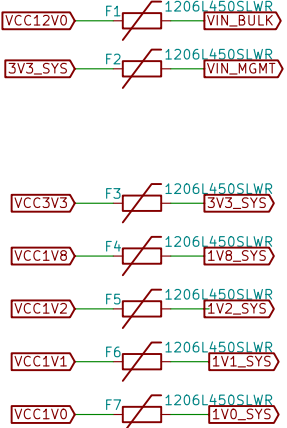 F1 1206L450SLWR
VCC12V0 VIN_BULK
F2 1206L450SLWR
3V3_SYS VIN_MGMT
F3 1206L450SLWR
VCC3V3 3V3_SYS
F4 1206L450SLWR
VCC1V8 1V8_SYS
F5 1206L450SLWR
VCC1V2 1V2_SYS
F6 1206L450SLWR
VCC1V1 1V1_SYS
F7 1206L450SLWR
VCC1V0 1V0_SYS